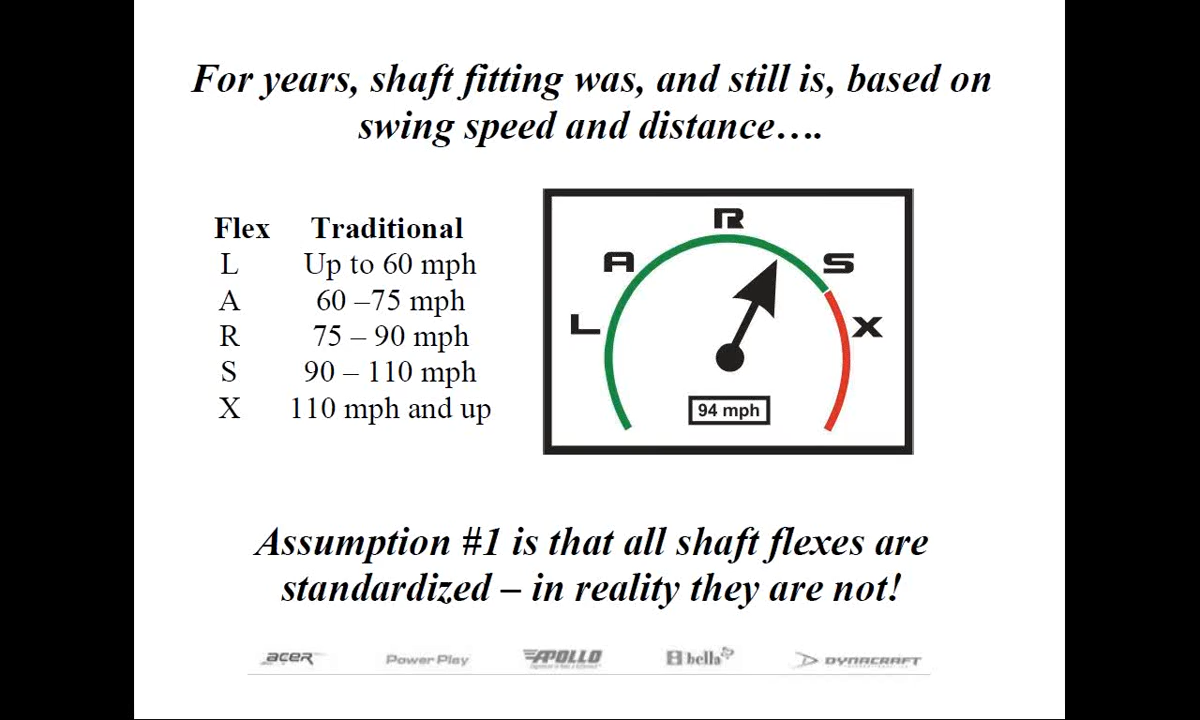 For years, shaft fitting was, and still is, based on
swing speed and distance….
Flex Traditional
L Up to 60 mph
A 60 –75 mph
R 75 – 90 mph
S 90 – 110 mph
X 110 mph and up
L
A
R
S
X
94 mph
Assumption #1 is that all shaft flexes are
standardized – in reality they are not!
acer Power Play APOLLO bella DYNACRAFT